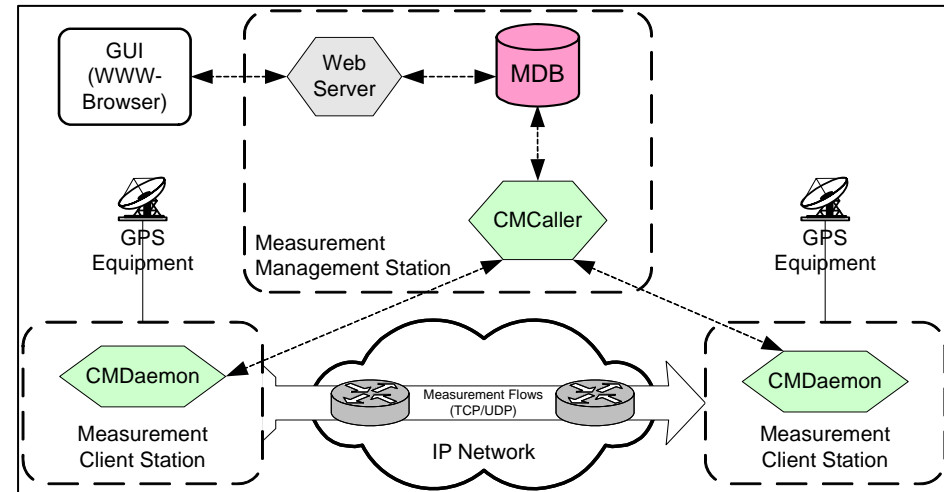 GUI
(WWW-
Browser)
Web
Server
MDB
CMCaller
Measurement
Management Station
GPS
Equipment
GPS
Equipment
CMDaemon
Measurement
Client Station
Measurement Flows
(TCP/UDP)
IP Network
CMDaemon
Measurement
Client Station